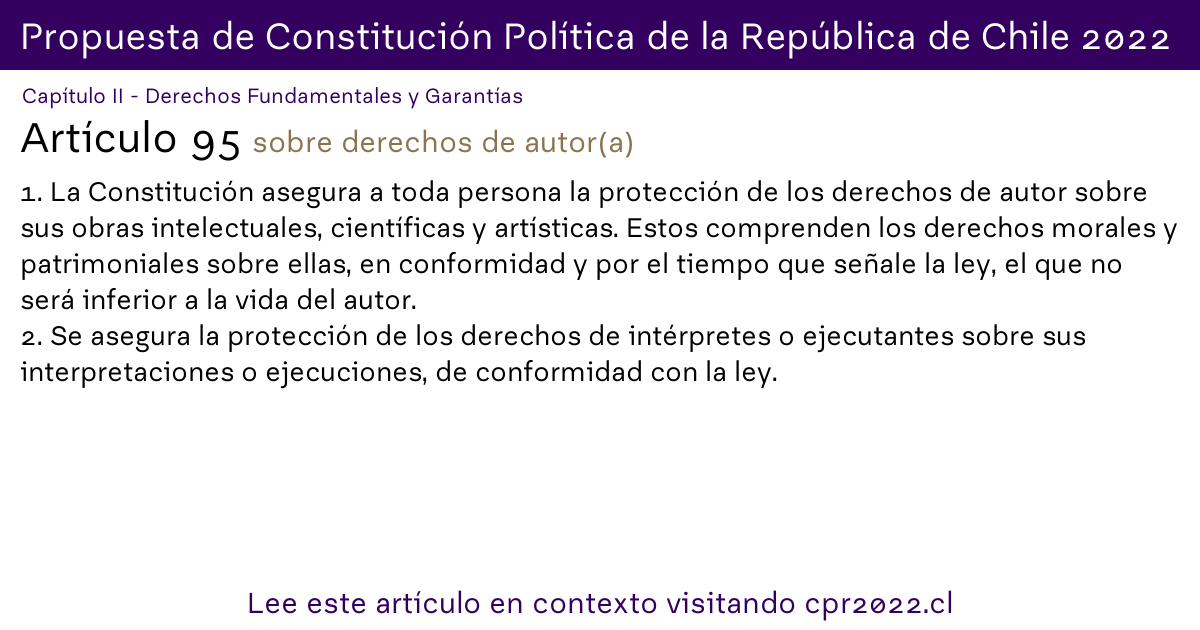 Propuesta de Constitución Política de la República de Chile 2022
Capítulo II - Derechos Fundamentales y Garantías
Artículo 95 sobre derechos de autor(a)
1. La Constitución asegura a toda persona la protección de los derechos de autor sobre
sus obras intelectuales, científicas y artísticas. Estos comprenden los derechos morales y
patrimoniales sobre ellas, en conformidad y por el tiempo que señale la ley, el que no
será inferior a la vida del autor.
2. Se asegura la protección de los derechos de intérpretes o ejecutantes sobre sus
interpretaciones o ejecuciones, de conformidad con la ley.
Lee este artículo en contexto visitando cpr2022.cl